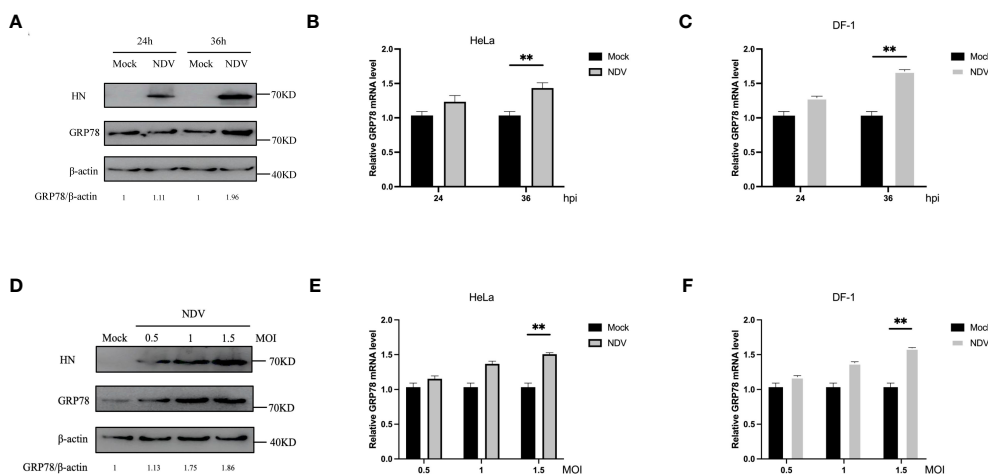 A
24h 36h
Mock NDV Mock NDV
HN
70KD
GRP78
70KD
β-actin
40KD
GRP78/β-actin 1 1.11 1 1.96
B
HeLa
Relative GRP78 mRNA level
2.0
1.5
1.0
0.5
0.0
**
Mock
NDV
24 36 hpi
C
DF-1
Relative GRP78 mRNA level
2.0
1.5
1.0
0.5
0.0
**
Moc
NDV
24 36 hpi
D
NDV
Mock 0.5 1 1.5 MOI
HN
70KD
GRP78
70KD
β-actin
40KD
GRP78/β-actin 1 1.13 1.75 1.86
E
HeLa
Relative GRP78 mRNA level
2.0
1.5
1.0
0.5
0.0
**
Mock
NDV
0.5 1 1.5 MOI
F
DF-1
Relative GRP78 mRNA level
2.0
1.5
1.0
0.5
0.0
**
Mock
NDV
0.5 1 1.5 MOI